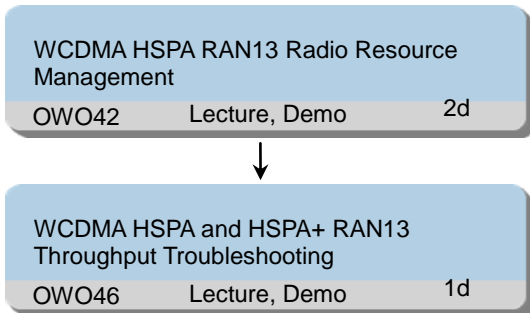 WCDMA HSPA RAN13 Radio Resource
Management
OWO42 Lecture, Demo 2d
WCDMA HSPA and HSPA+ RAN13
Throughput Troubleshooting
OWO46 Lecture, Demo 1d